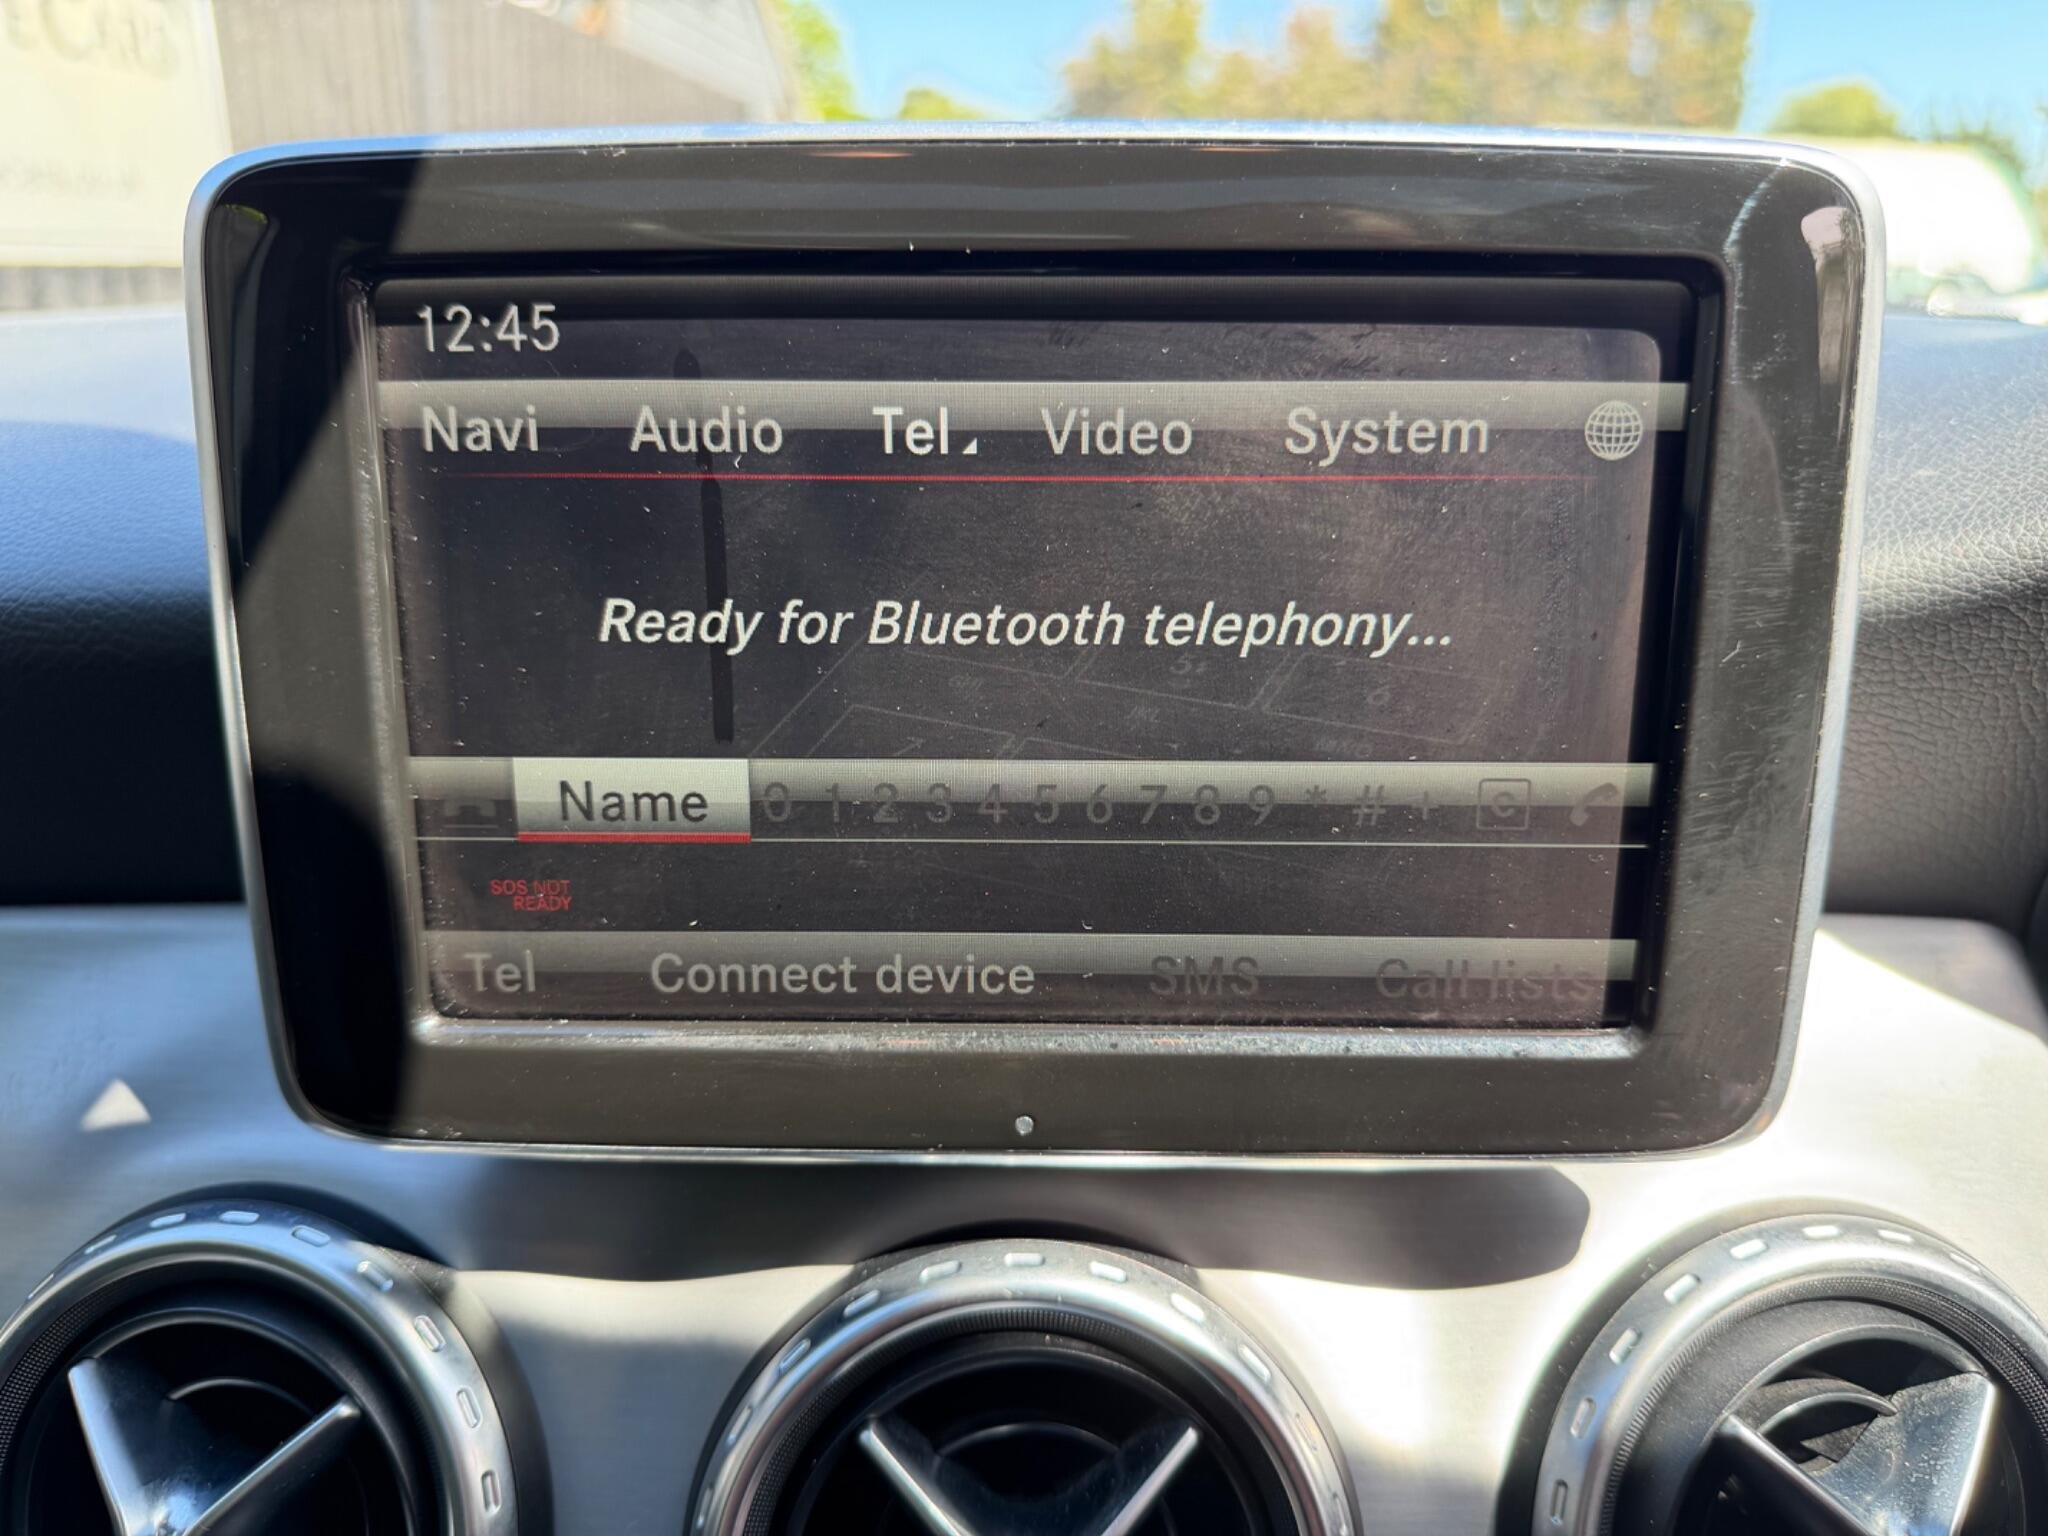 12:45
Navi Audio Tel Video System
Ready for Bluetooth telephony...
Name 0 1 2 3 4 5 6 7 8 9 * # + C
SOS NOT
READY
Tel Connect device SMS Call lists